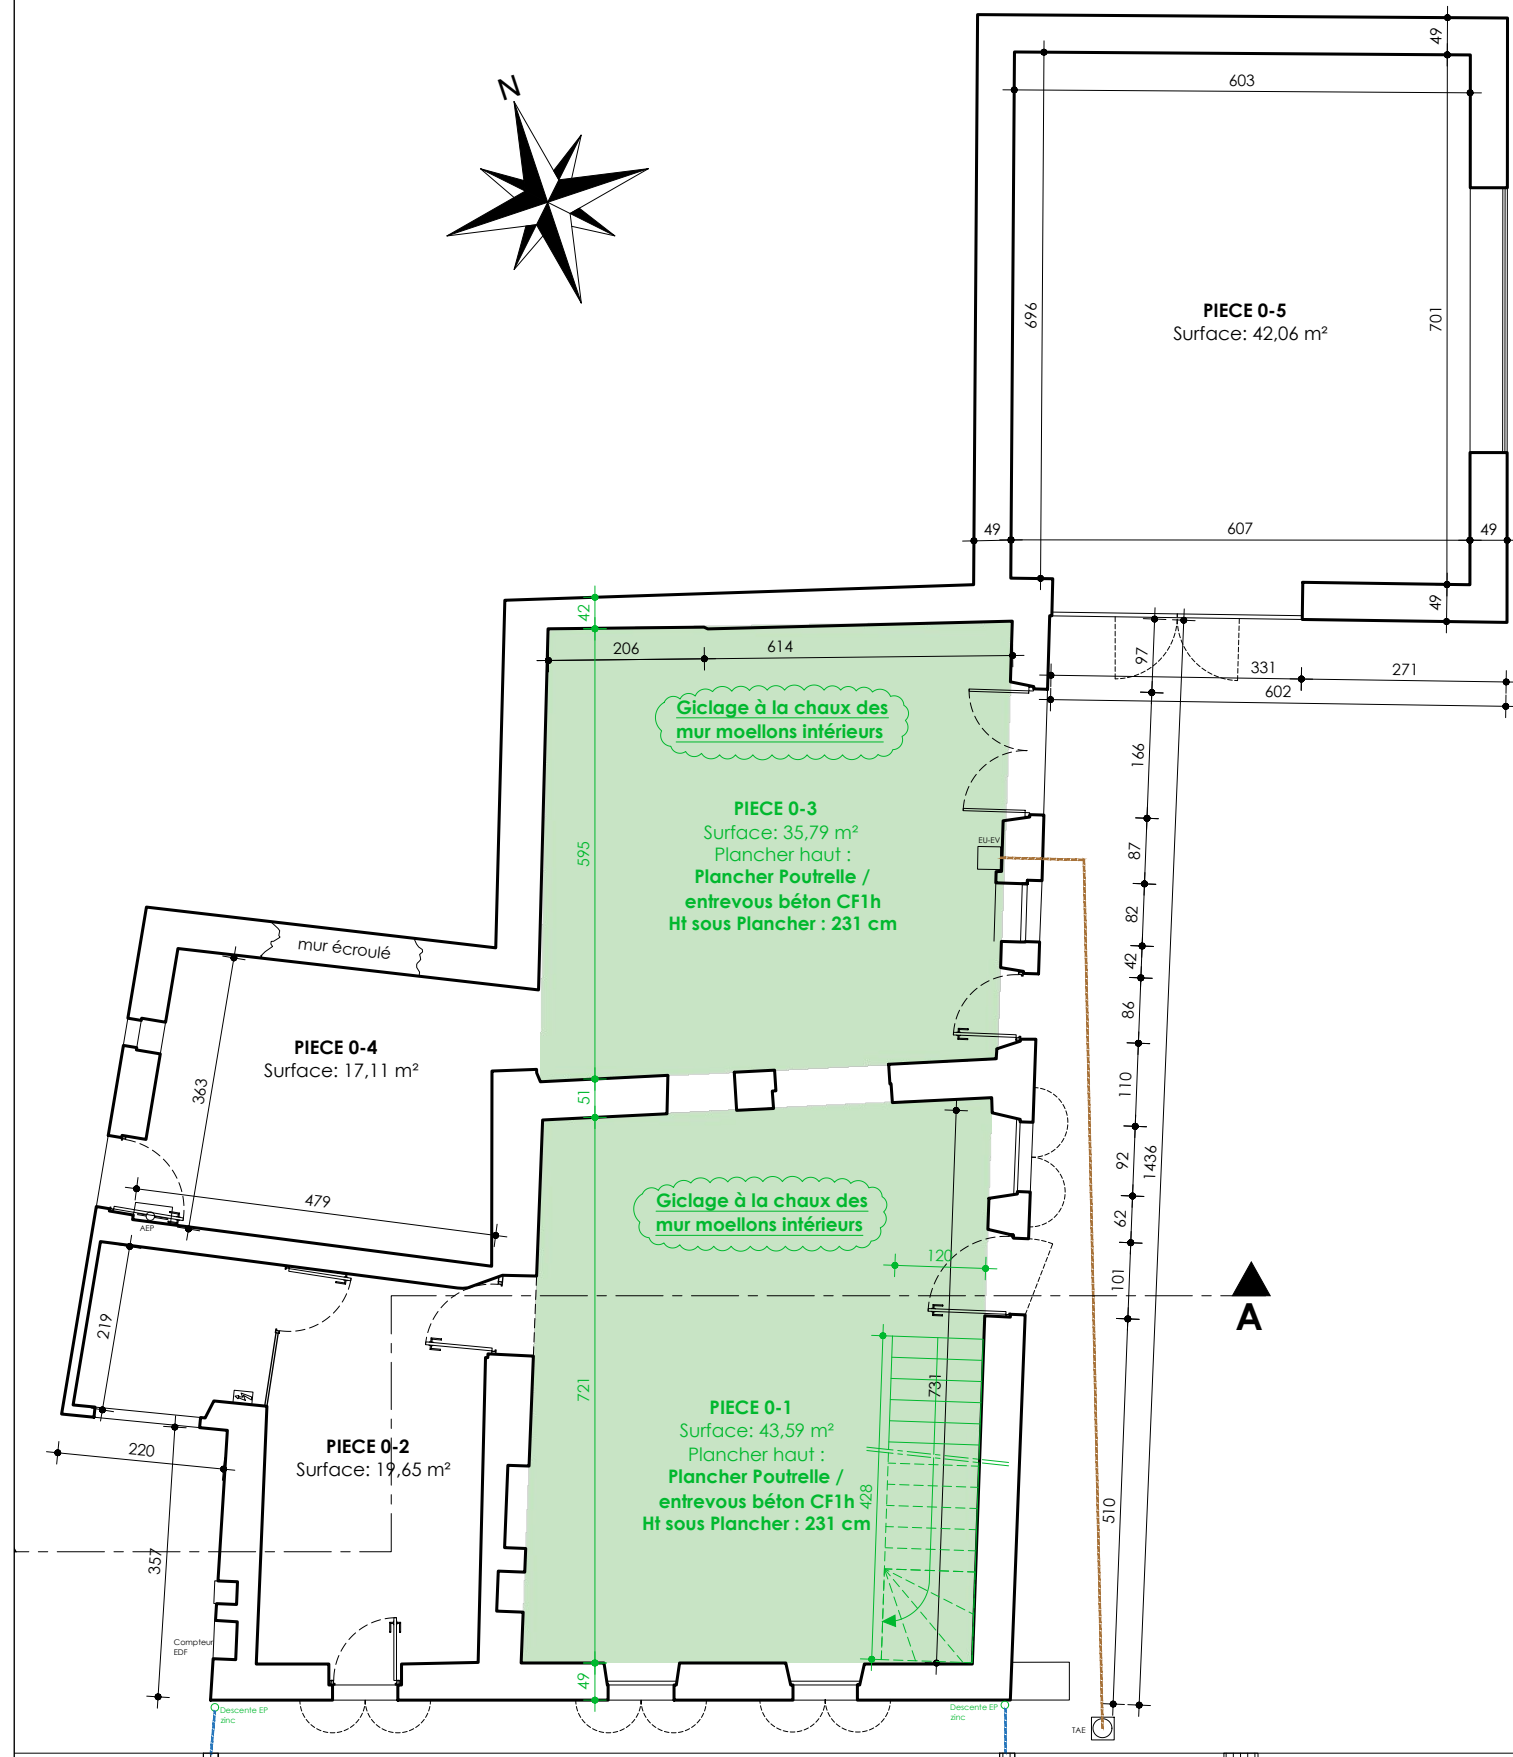 49
603
N
696
PIECE 0-5
Surface: 42,06 m²
701
49
607
49
49
42
206
614
97
331
271
602
Giclage à la chaux des
mur moellons intérieurs
166
PIECE 0-3
Surface: 35,79 m²
Plancher haut :
Plancher Poutrelle /
entrevous béton CF1h
Ht sous Plancher : 231 cm
595
EU-EV
87
82
42
86
mur écroulé
PIECE 0-4
Surface: 17,11 m²
363
51
110
92
1436
479
AEP
Giclage à la chaux des
mur moellons intérieurs
62
120
101
A
219
721
731
PIECE 0-1
Surface: 43,59 m²
Plancher haut :
Plancher Poutrelle /
entrevous béton CF1h
Ht sous Plancher : 231 cm
428
220
PIECE 0-2
Surface: 19,65 m²
510
357
Compteur
EDF
49
Descente EP
zinc
Descente EP
zinc
TAE